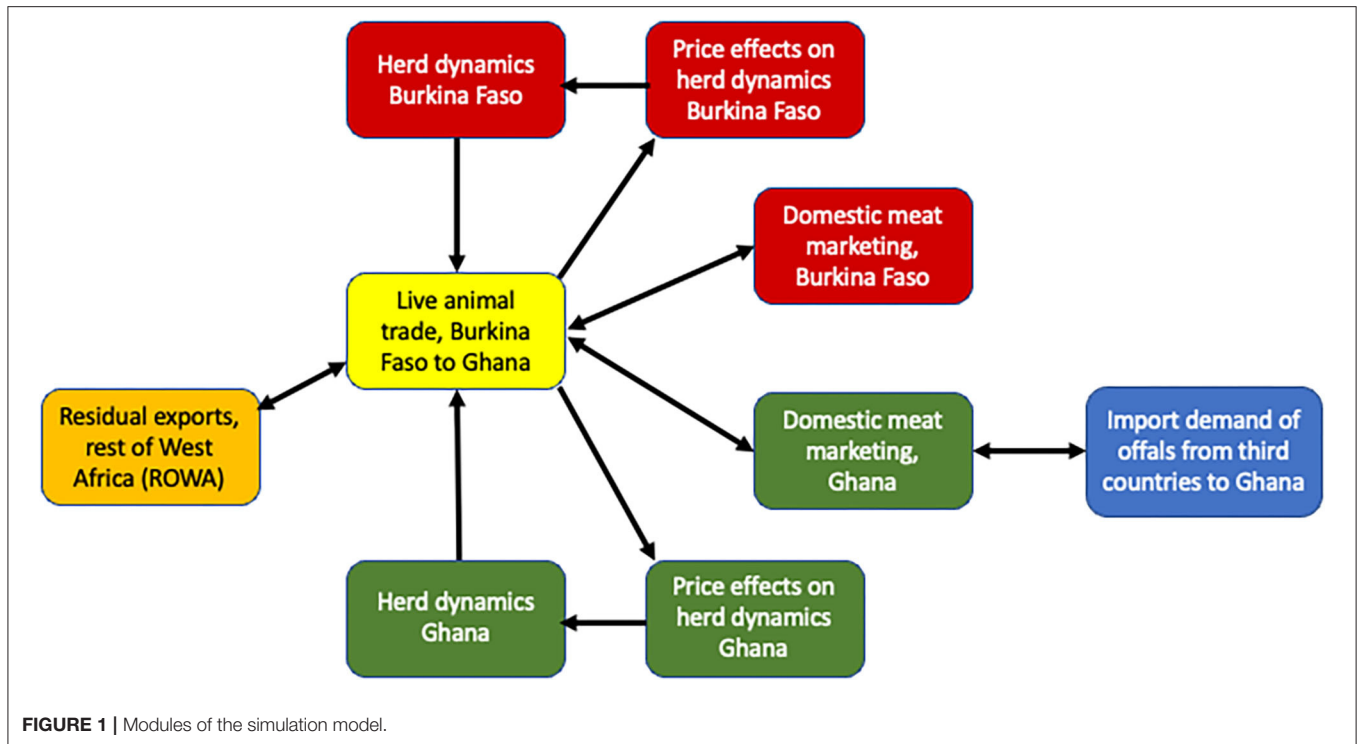 Herd dynamics
Burkina Faso
Price effects on
herd dynamics
Burkina Faso
Domestic meat
marketing,
Burkina Faso
Live animal
trade, Burkina
Faso to Ghana
Residual exports,
rest of West
Africa (ROWA)
Domestic meat
marketing,
Ghana
Import demand of
offals from third
countries to Ghana
Herd dynamics
Ghana
Price effects on
herd dynamics
Ghana
FIGURE 1 | Modules of the simulation model.